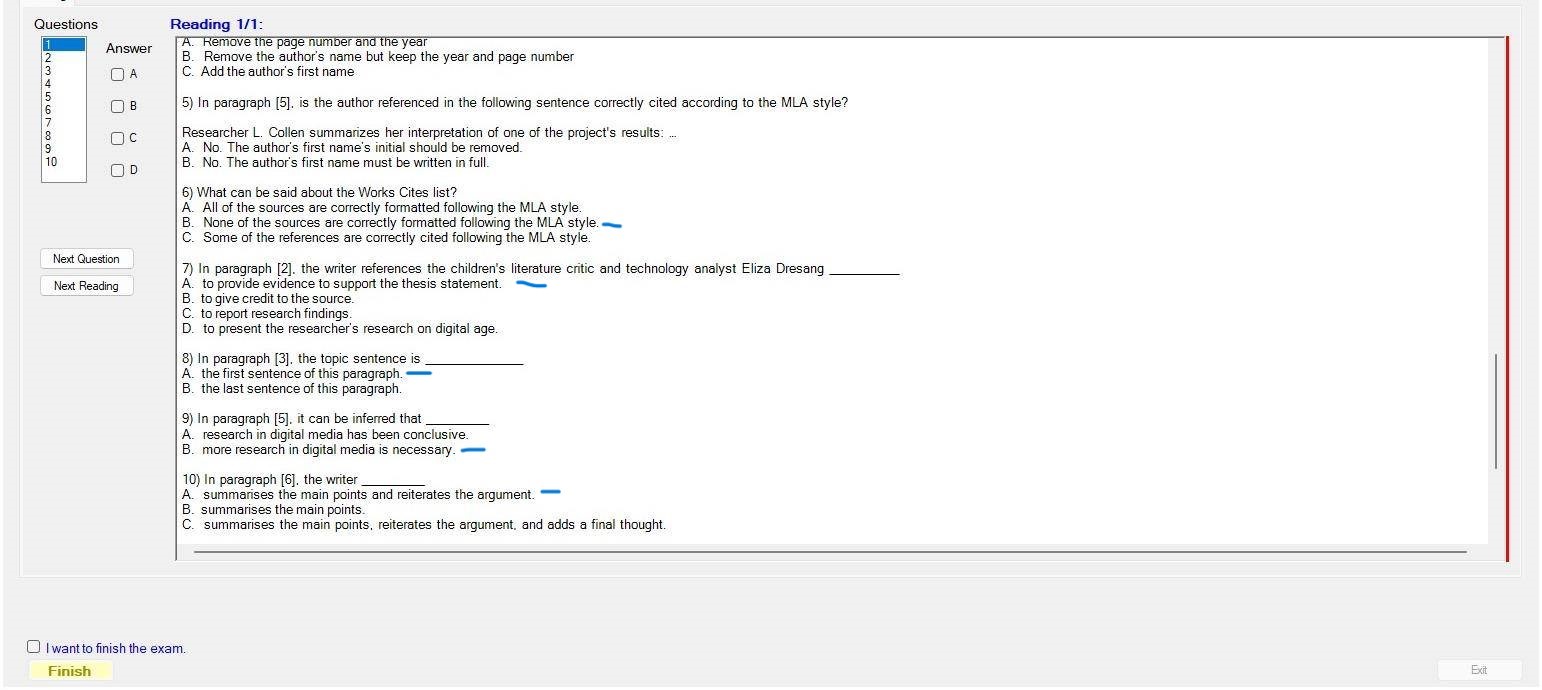 Questions
Reading 1/1:
1
2
3
4
5
6
7
8
9
10
Answer
A
B
C
D
Next Question
Next Reading
A. Remove the page number and the year
B. Remove the author's name but keep the year and page number
C. Add the author's first name
5) In paragraph [5], is the author referenced in the following sentence correctly cited according to the MLA style?
Researcher L. Collen summarizes her interpretation of one of the project's results: ...
A. No. The author's first name's initial should be removed.
B. No. The author's first name must be written in full.
6) What can be said about the Works Cites list?
A. All of the sources are correctly formatted following the MLA style.
B. None of the sources are correctly formatted following the MLA style.
C. Some of the references are correctly cited following the MLA style.
7) In paragraph [2], the writer references the children's literature critic and technology analyst Eliza Dresang __________
A. to provide evidence to support the thesis statement.
B. to give credit to the source.
C. to report research findings.
D. to present the researcher's research on digital age.
8) In paragraph [3], the topic sentence is ______________
A. the first sentence of this paragraph.
B. the last sentence of this paragraph.
9) In paragraph [5], it can be inferred that _________
A. research in digital media has been conclusive.
B. more research in digital media is necessary.
10) In paragraph [6], the writer _________
A. summarises the main points and reiterates the argument.
B. summarises the main points.
C. summarises the main points, reiterates the argument, and adds a final thought.
I want to finish the exam.
Finish
Exit